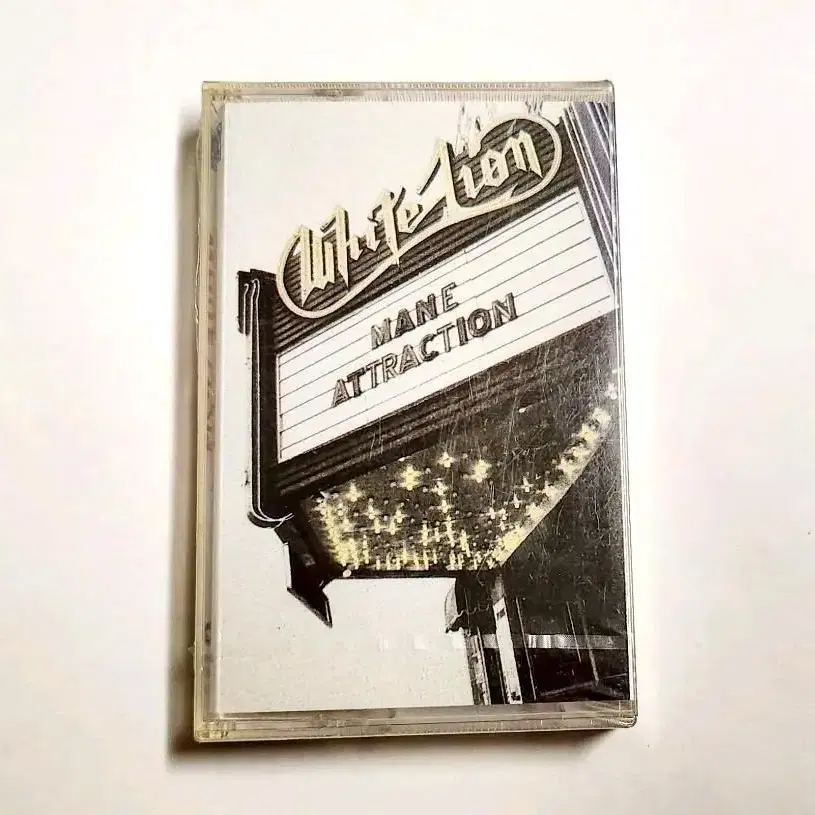 White Lion
MANE
ATTRACTION